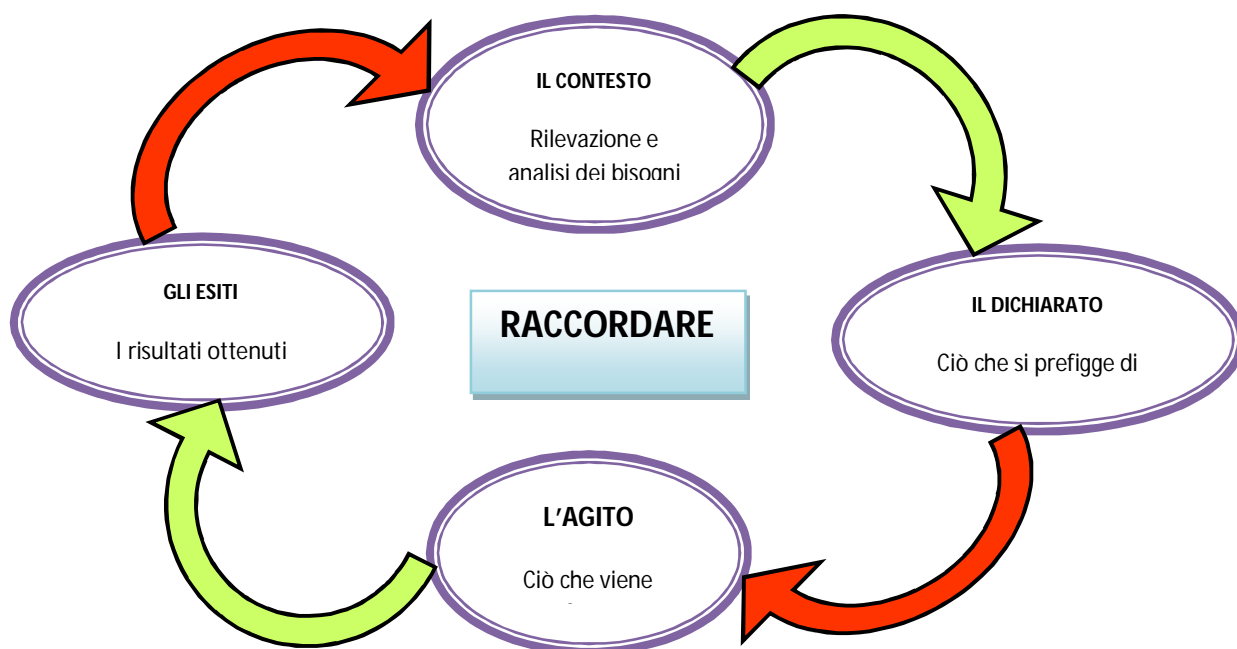 IL CONTESTO
Rilevazione e
analisi dei bisogni
GLI ESITI
I risultati ottenuti
RACCORDARE
IL DICHIARATO
Ciò che si prefigge di
L'AGITO
Ciò che viene